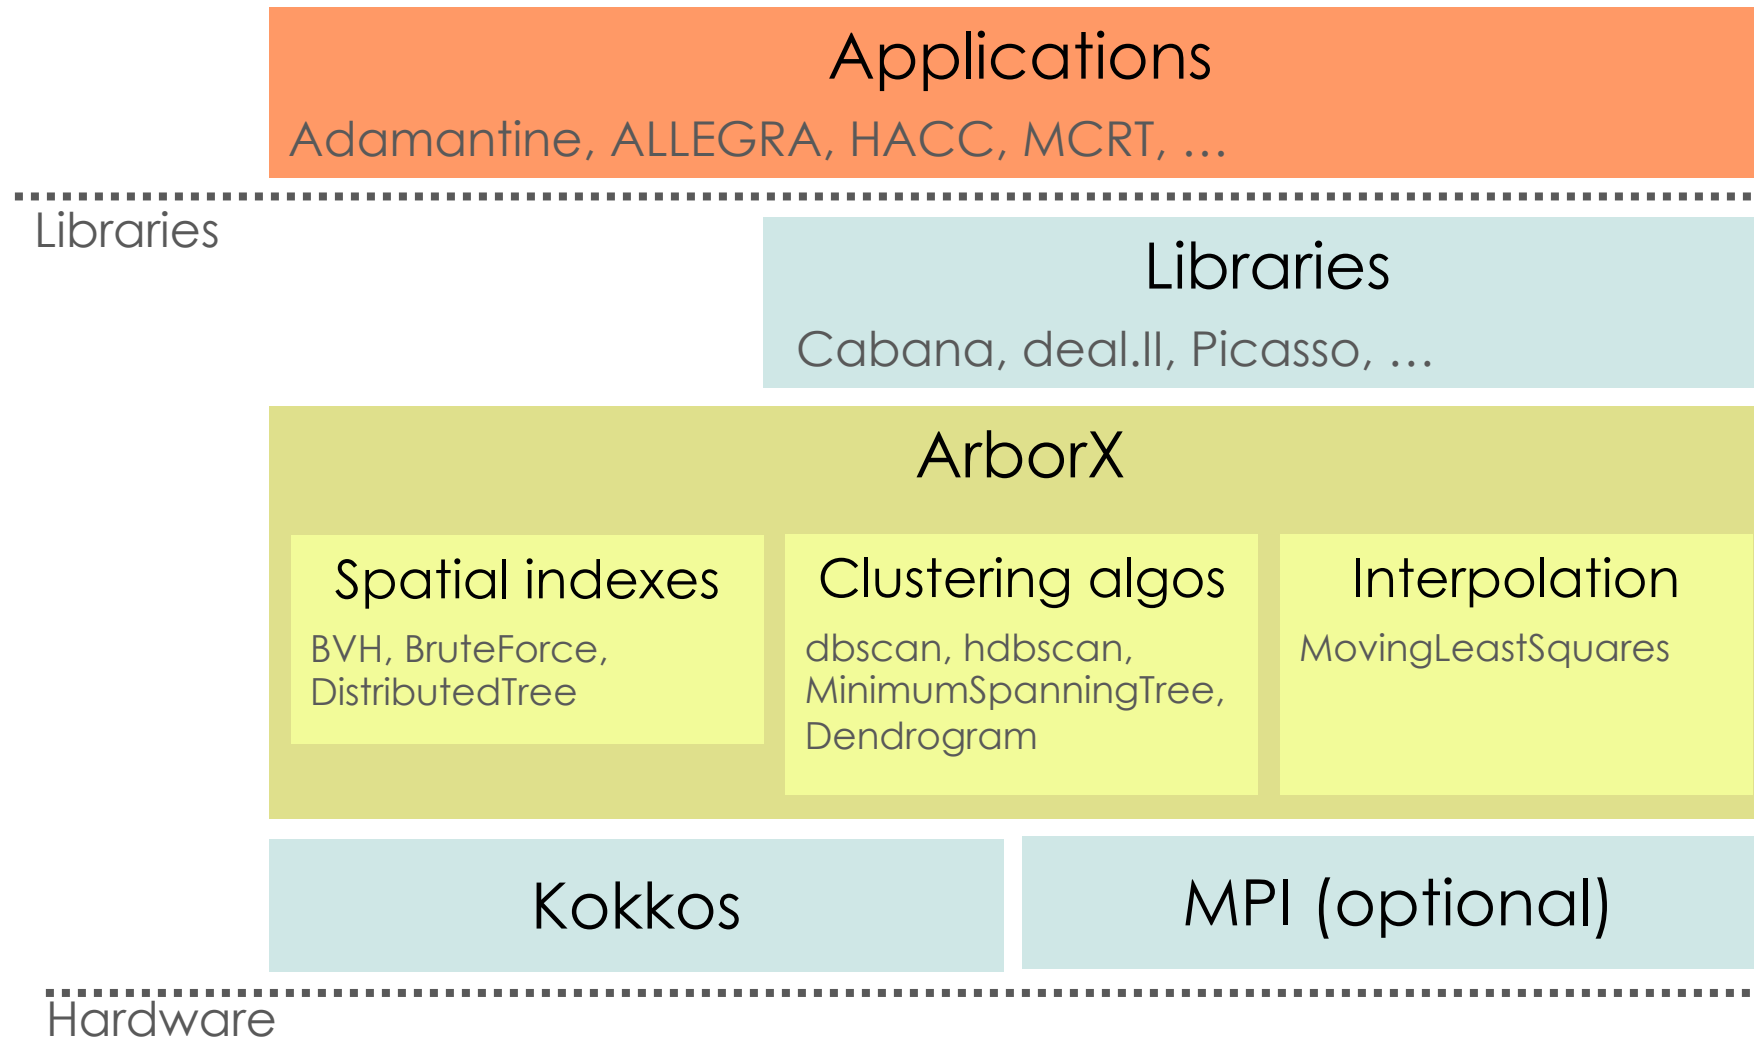 Applications
Adamantine, ALLEGRA, HACC, MCRT, ...
Libraries
Libraries
Cabana, deal.II, Picasso, ...
ArborX
Spatial indexes
BVH, BruteForce,
DistributedTree
Clustering algos
dbscan, hdbscan,
MinimumSpanningTree,
Dendrogram
Interpolation
MovingLeastSquares
Kokkos
MPI (optional)
Hardware